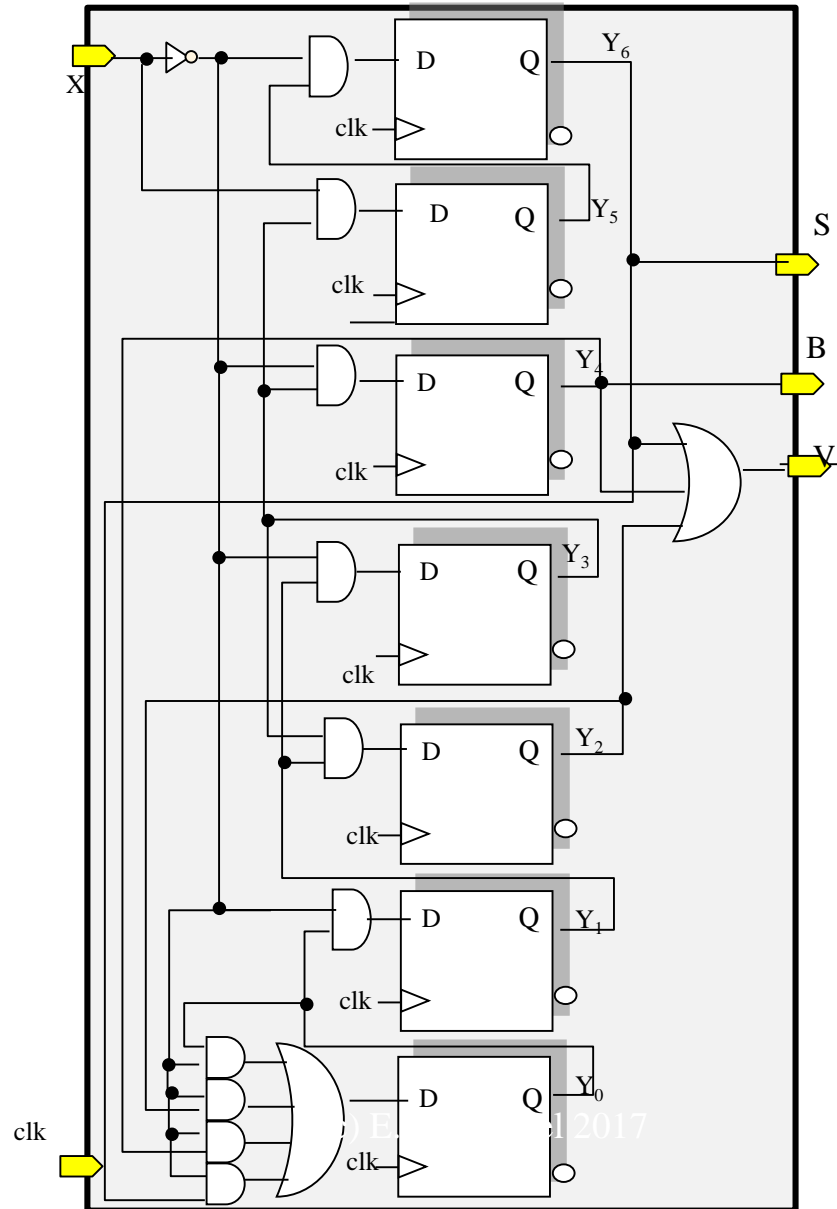 X
D Q Y6
clk
D Q Y5
S
clk
B
D Q Y4
clk
V
D Q Y3
clk
D Q Y2
clk
D Q Y1
clk
D Q Y0
clk
clk
2017